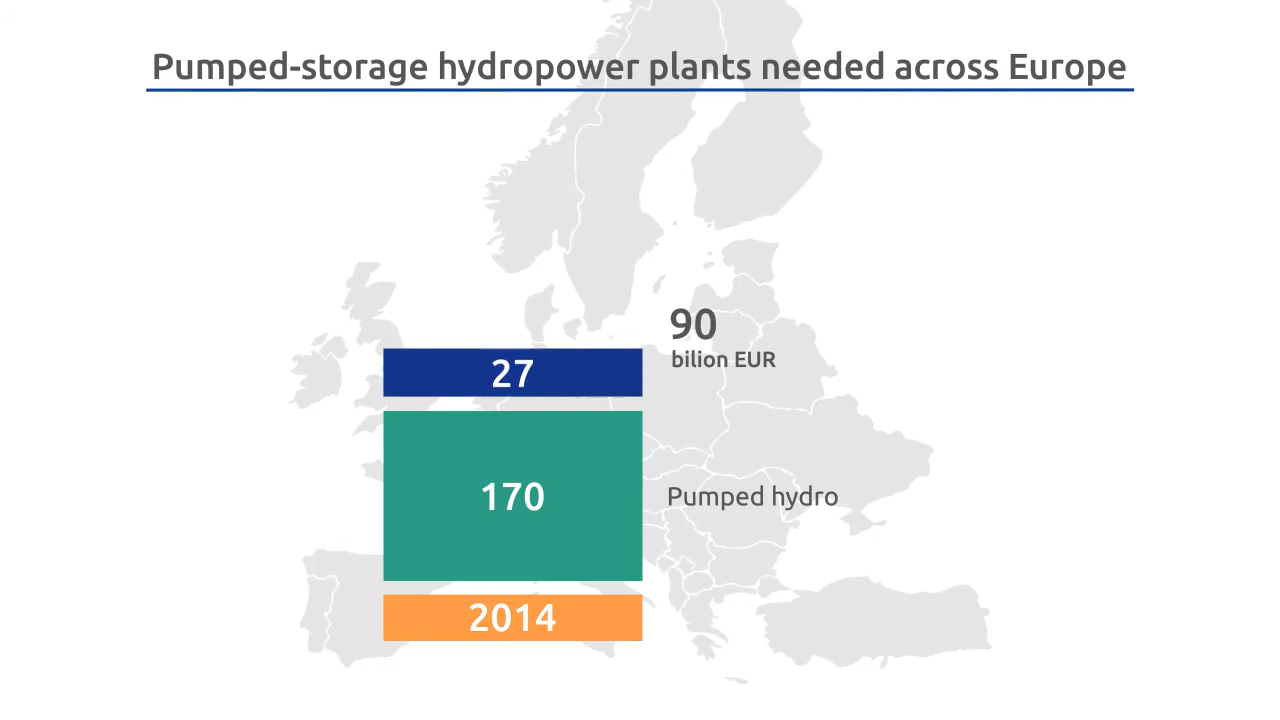 Pumped-storage hydropower plants needed across Europe
90
bilion EUR
27
170
Pumped hydro
2014